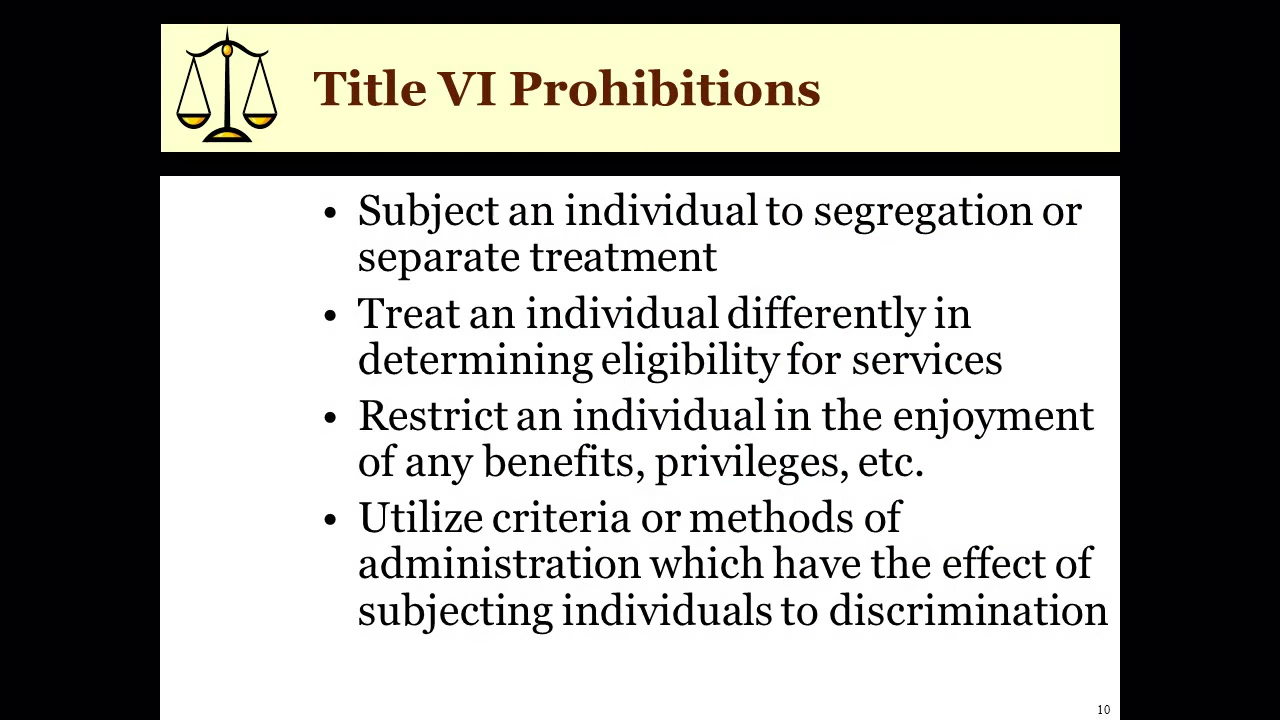 Title VI Prohibitions
• Subject an individual to segregation or
separate treatment
• Treat an individual differently in
determining eligibility for services
• Restrict an individual in the enjoyment
of any benefits, privileges, etc.
• Utilize criteria or methods of
administration which have the effect of
subjecting individuals to discrimination
10